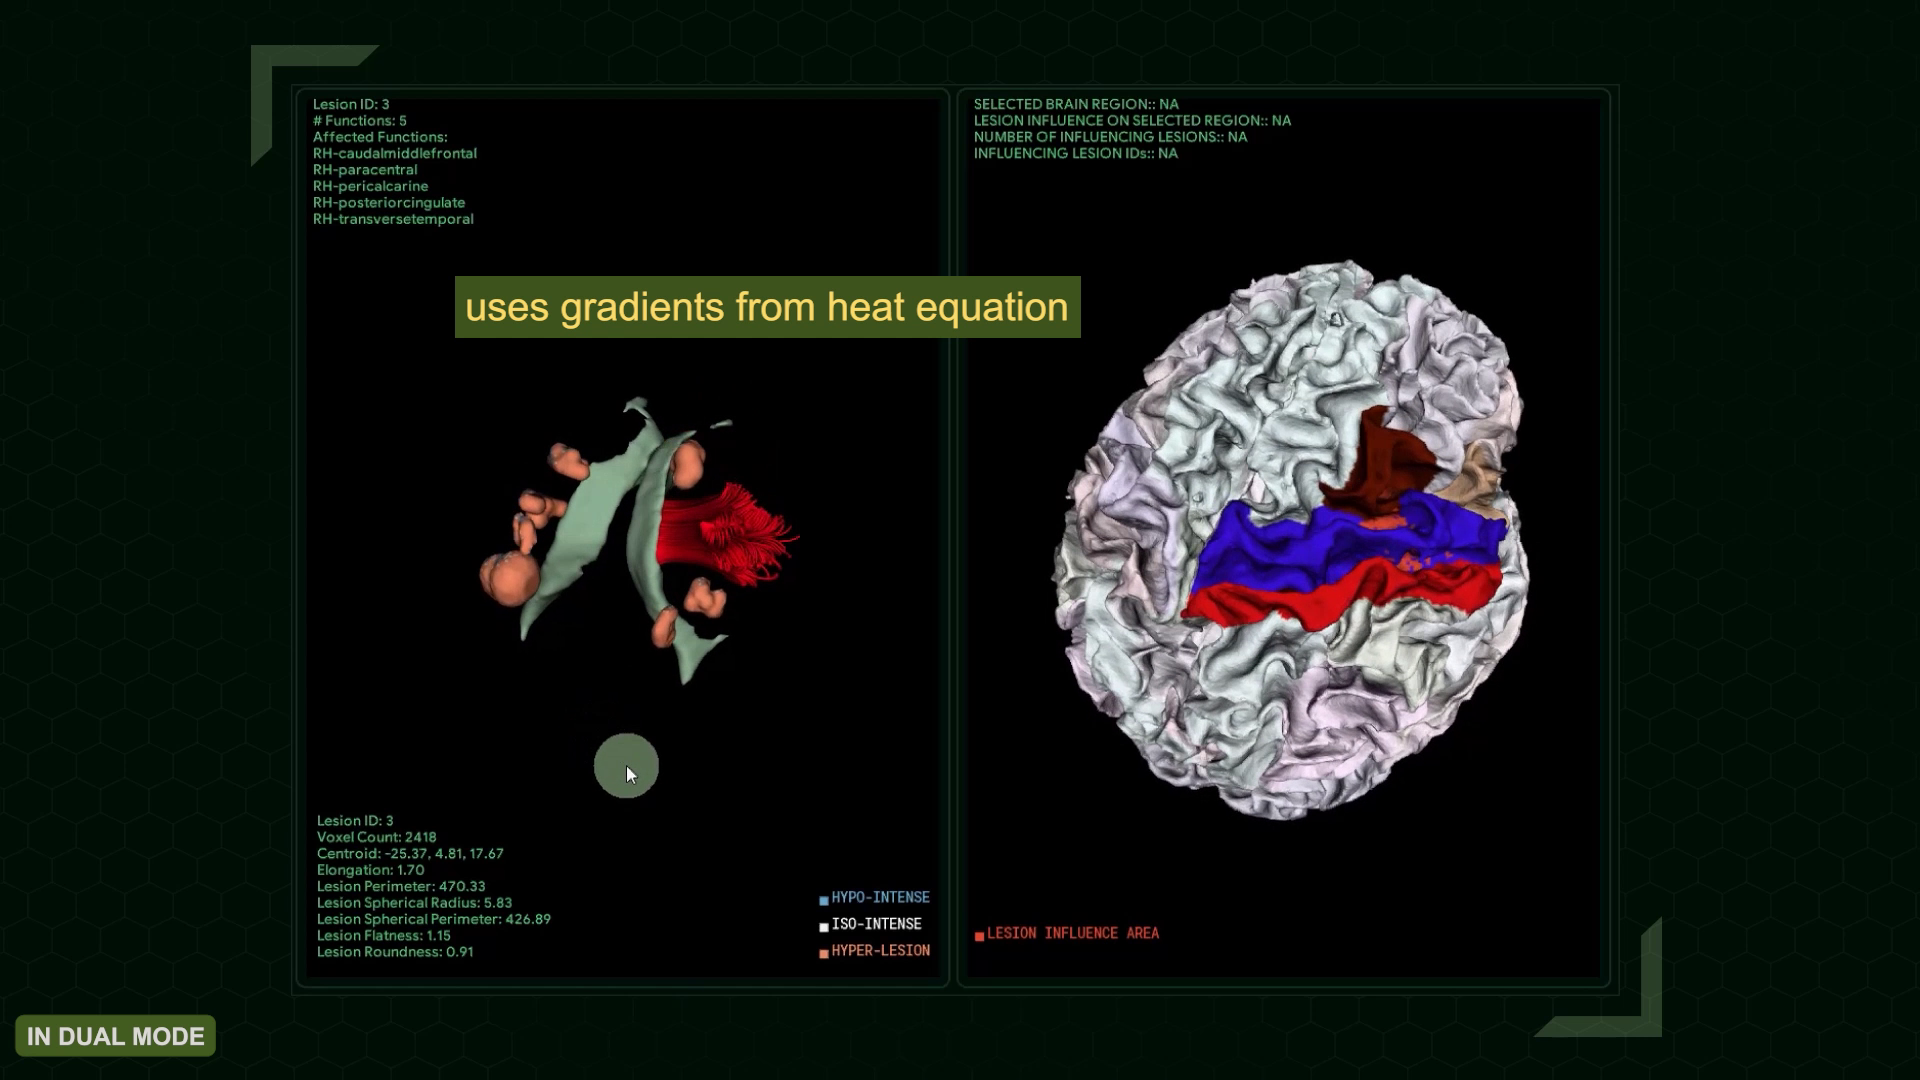 Lesion ID: 3
# Functions: 5
Affected Functions:
RH-caudalmiddlefrontal
RH-paracentral
RH-pericalcarine
RH-posteriorcingulate
RH-transversetemporal
SELECTED BRAIN REGION:: NA
LESION INFLUENCE ON SELECTED REGION:: NA
NUMBER OF INFLUENCING LESIONS:: NA
INFLUENCING LESION IDs:: NA
uses gradients from heat equation
Lesion ID: 3
Voxel Count: 2418
Centroid: -25.37, 4.81, 17.67
Elongation: 1.70
Lesion Perimeter: 470.33
Lesion Spherical Radius: 5.83
Lesion Spherical Perimeter: 426.89
Lesion Flatness: 1.15
Lesion Roundness: 0.91
HYPO-INTENSE
ISO-INTENSE
HYPER-LESION
LESION INFLUENCE AREA
IN DUAL MODE